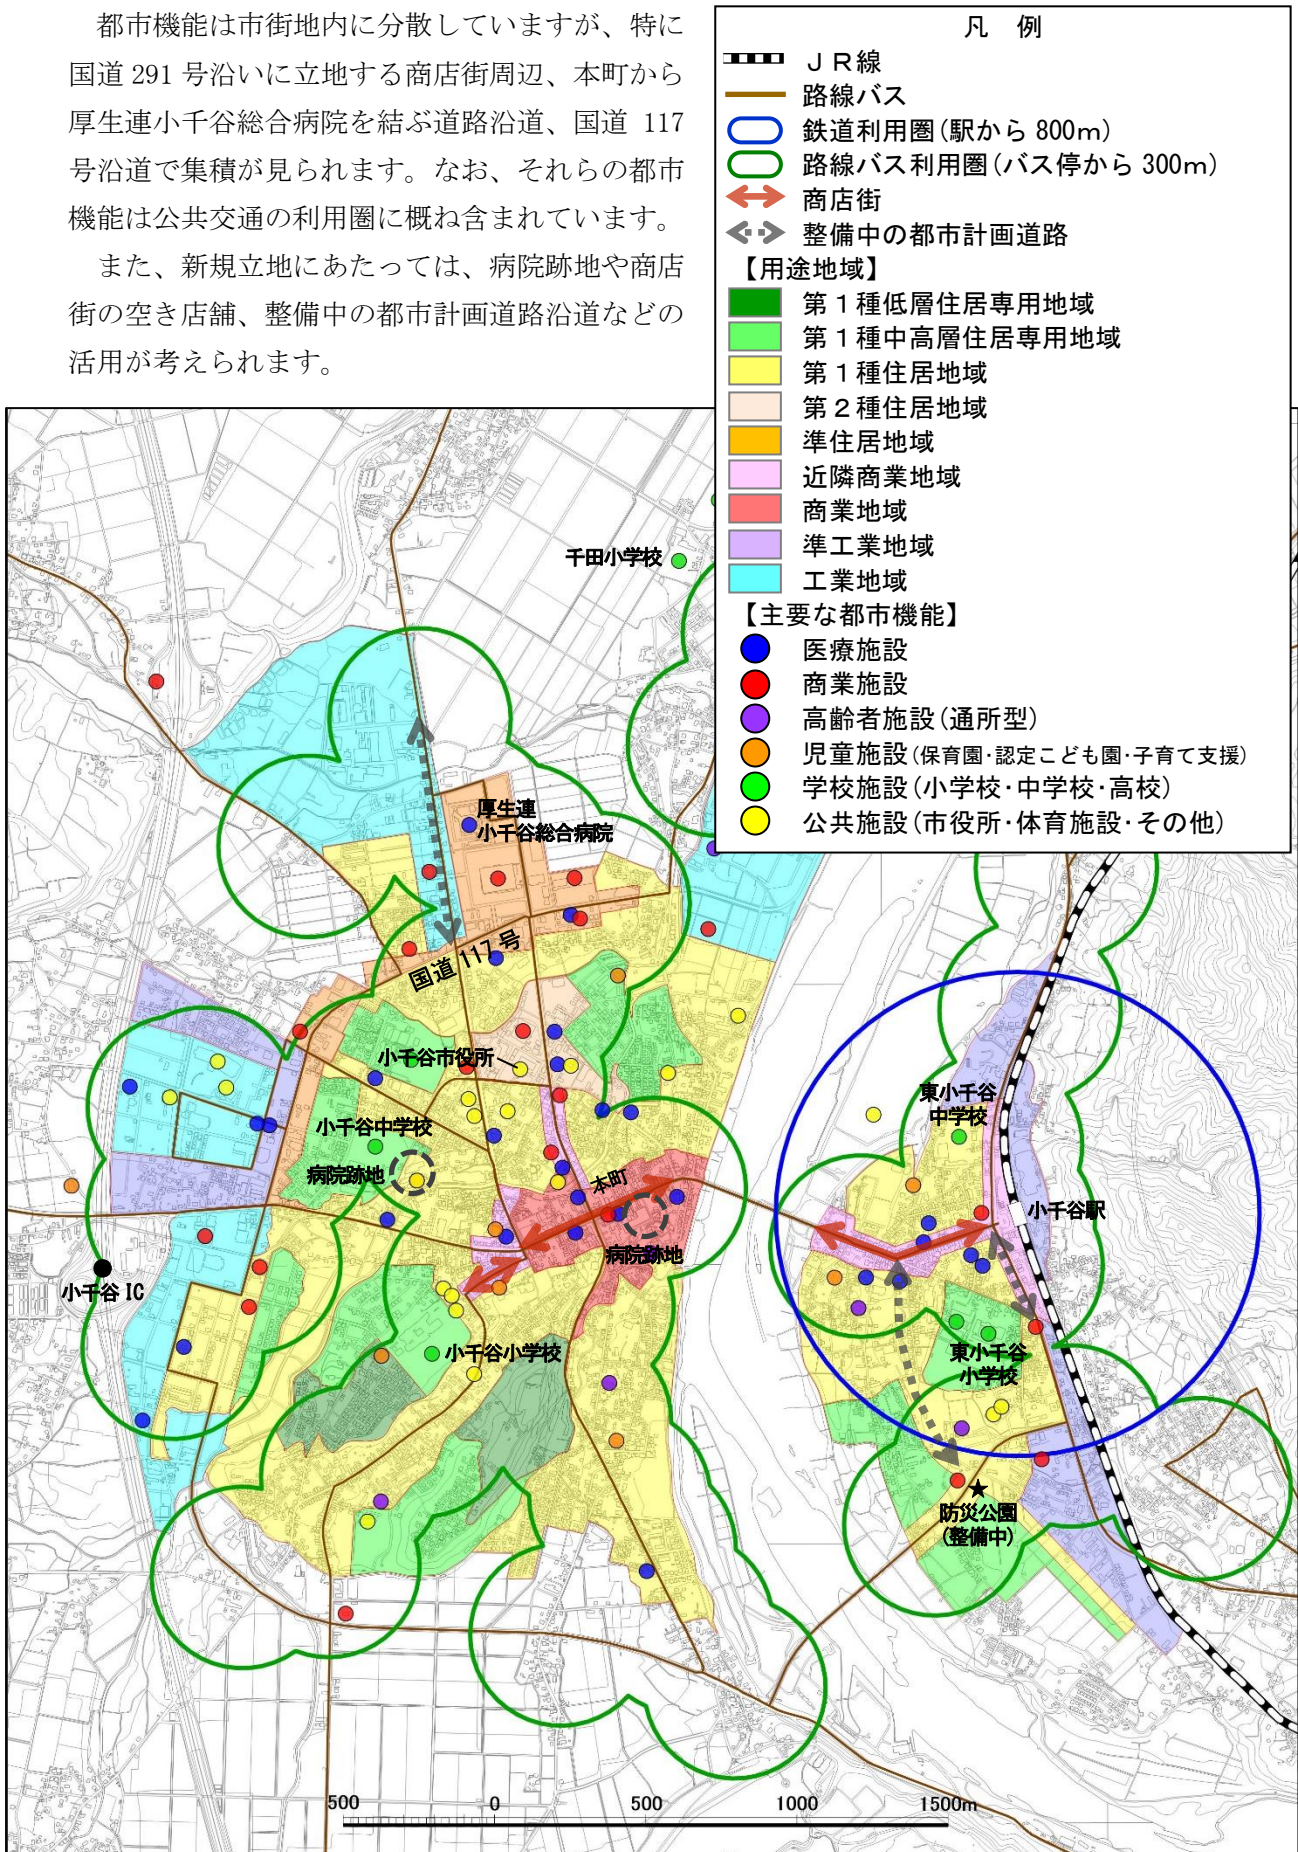 都市機能は市街地内に分散していますが、特に
国道 291 号沿いに立地する商店街周辺、本町から
厚生連小千谷総合病院を結ぶ道路沿道、国道 117
号沿道で集積が見られます。なお、それらの都市
機能は公共交通の利用圏に概ね含まれています。
また、新規立地にあたっては、病院跡地や商店
街の空き店舗、整備中の都市計画道路沿道などの
活用が考えられます。
凡 例
ＪＲ線
路線バス
鉄道利用圏(駅から 800ｍ)
路線バス利用圏(バス停から 300ｍ)
商店街
整備中の都市計画道路
【用途地域】
第１種低層住居専用地域
第１種中高層住居専用地域
第１種住居地域
第２種住居地域
準住居地域
近隣商業地域
商業地域
準工業地域
工業地域
【主要な都市機能】
医療施設
商業施設
高齢者施設(通所型)
児童施設(保育園･認定こども園･子育て支援)
学校施設(小学校･中学校･高校)
公共施設(市役所･体育施設･その他)
千田小学校
厚生連
小千谷総合病院
国道 117 号
小千谷市役所
小千谷中学校
病院跡地
本町
病院跡地
東小千谷
中学校
小千谷駅
小千谷 IC
小千谷小学校
東小千谷
小学校
防災公園
(整備中)
500 0 500 1000 1500m